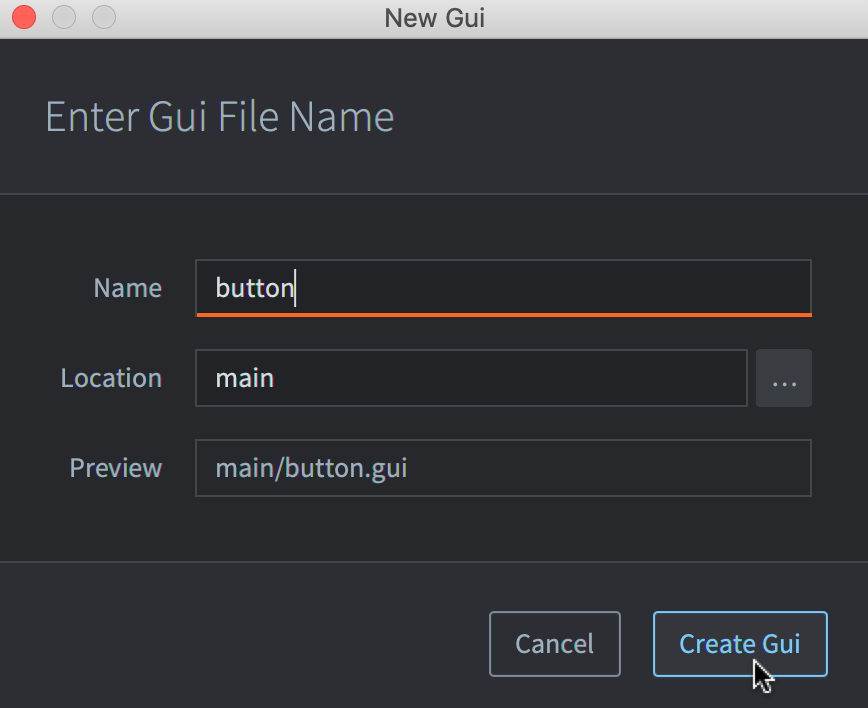 New Gui
Enter Gui File Name
Name button
Location main ...
Preview main/button.gui
Cancel Create Gui